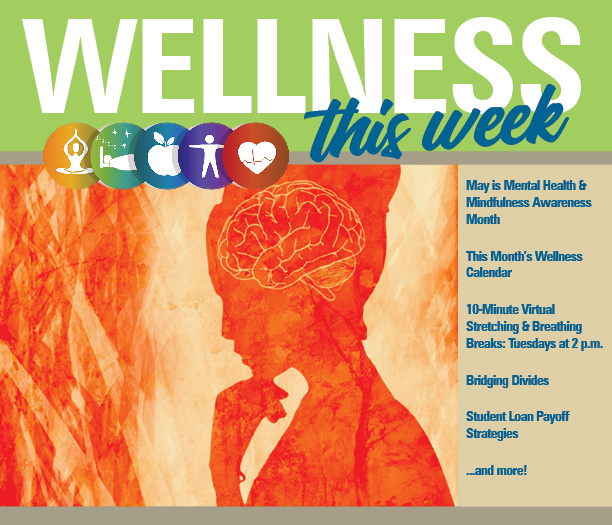 WELLNESS
this week
May is Mental Health &
Mindfulness Awareness
Month
This Month's Wellness
Calendar
10-Minute Virtual
Stretching & Breathing
Breaks: Tuesdays at 2 p.m.
Bridging Divides
Student Loan Payoff
Strategies
...and more!